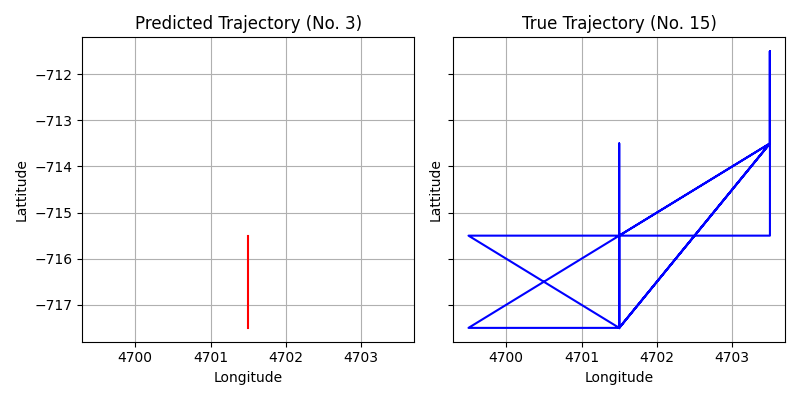 Predicted Trajectory (No. 3)
True Trajectory (No. 15)
Lattitude
−712
−713
−714
−715
−716
−717
4700
4701
4702
4703
Longitude
Lattitude
4700
4701
4702
4703
Longitude